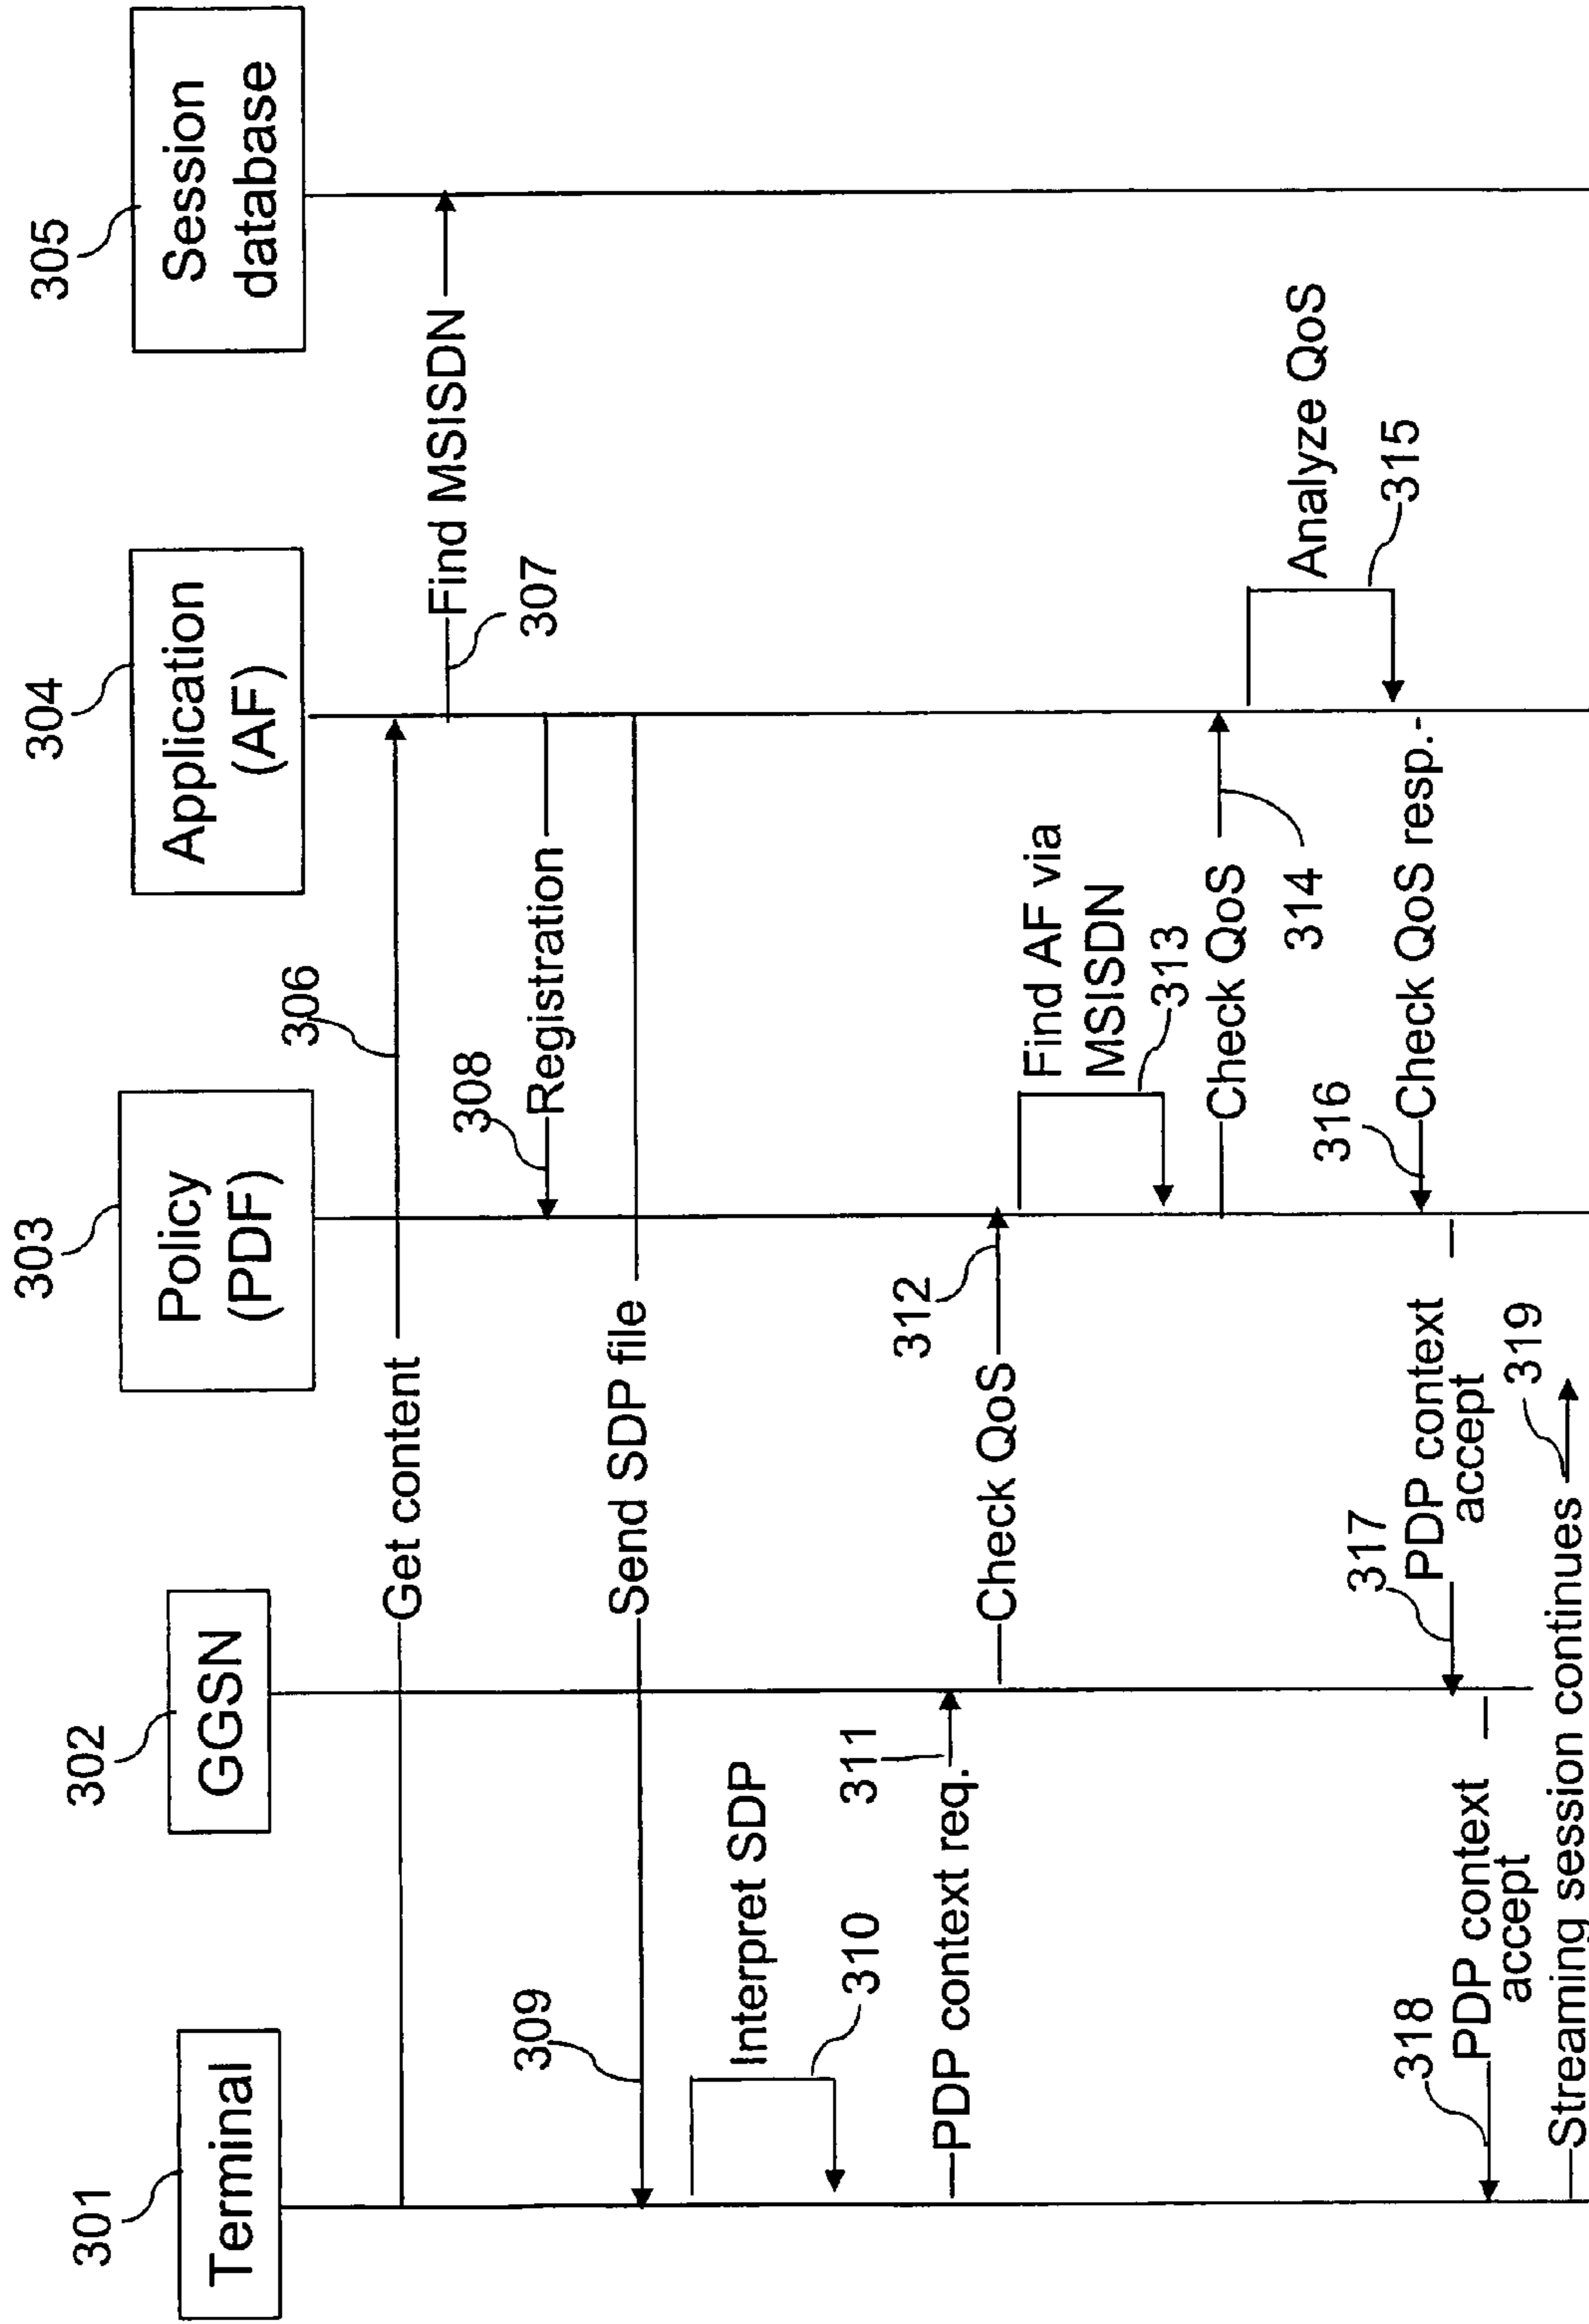 301
Terminal
302
GGSN
303
Policy
(PDF)
304
Application
(AF)
305
Session
database
Get content
306
Find MSISDN
307
308
Registration
Send SDP file
309
Interpret SDP
310
PDP context req.
311
Check QoS
312
Find AF via
MSISDN
313
Check QoS
314
Analyze QoS
315
316
Check QoS resp.
317
PDP context
accept
318
PDP context
accept
Streaming session continues
319